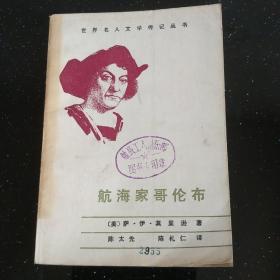 世界名人文学传记丛书
航海家哥伦布
(美)萨·伊·莫里逊 著
陈太先 陈礼仁 译
2955